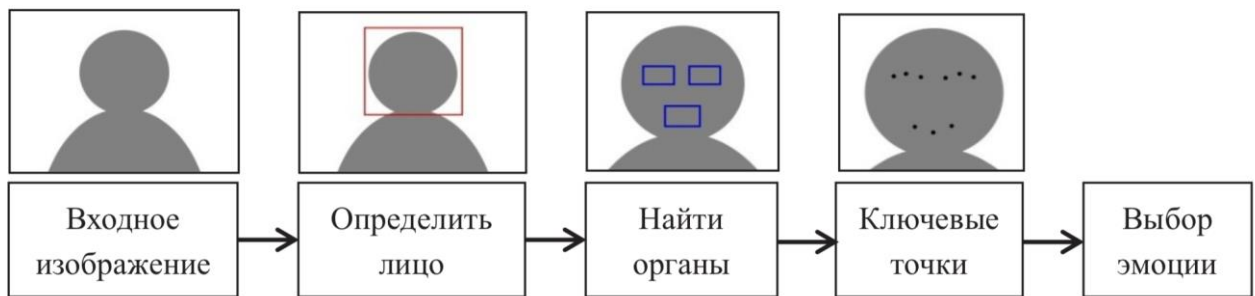 Входное
изображение
Определить
лицо
Найти
органы
Ключевые
точки
Выбор
эмоции